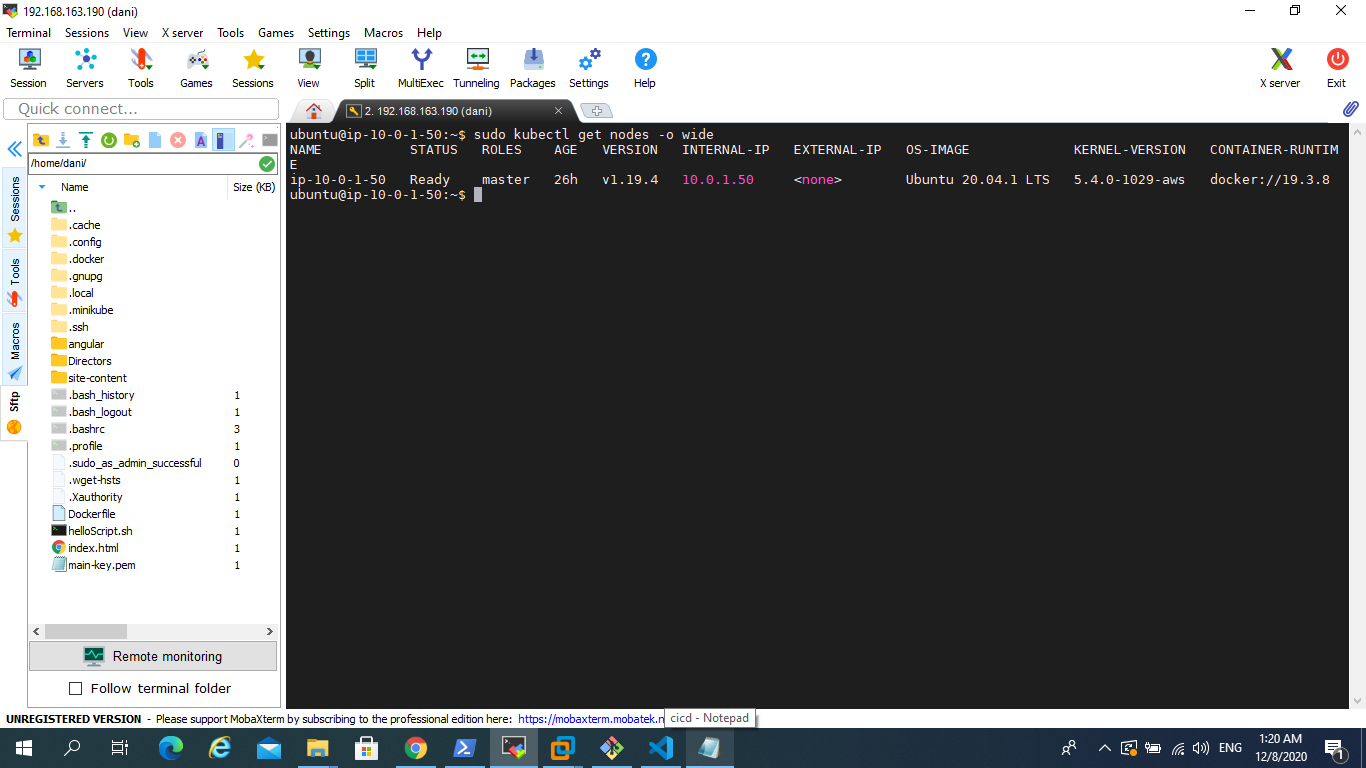 192.168.163.190 (dani)
Terminal Sessions View X server Tools Games Settings Macros Help
Session Servers Tools Games Sessions View Split MultiExec Tunneling Packages Settings Help X server Exit
Quick connect...
2. 192.168.163.190 (dani)
/home/dani/
Name Size (KB)
..
.cache
.config
.docker
.gnupg
.local
.minikube
.ssh
angular
Directors
site-content
.bash_history 1
.bash_logout 1
.bashrc 3
.profile 1
.sudo_as_admin_successful 0
.wget-hsts 1
.Xauthority 1
Dockerfile 1
helloScript.sh 1
index.html 1
main-key.pem 1
Sessions
Tools
Macros
Sftp
Remote monitoring
Follow terminal folder
ubuntu@ip-10-0-1-50:~$ sudo kubectl get nodes -o wide
NAME STATUS ROLES AGE VERSION INTERNAL-IP EXTERNAL-IP OS-IMAGE KERNEL-VERSION CONTAINER-RUNTIM
E
ip-10-0-1-50 Ready master 26h v1.19.4 10.0.1.50 <none> Ubuntu 20.04.1 LTS 5.4.0-1029-aws docker://19.3.8
ubuntu@ip-10-0-1-50:~$
UNREGISTERED VERSION - Please support MobaXterm by subscribing to the professional edition here: https://mobaxterm.mobatek.n
cicd - Notepad
ENG
1:20 AM
12/8/2020
1